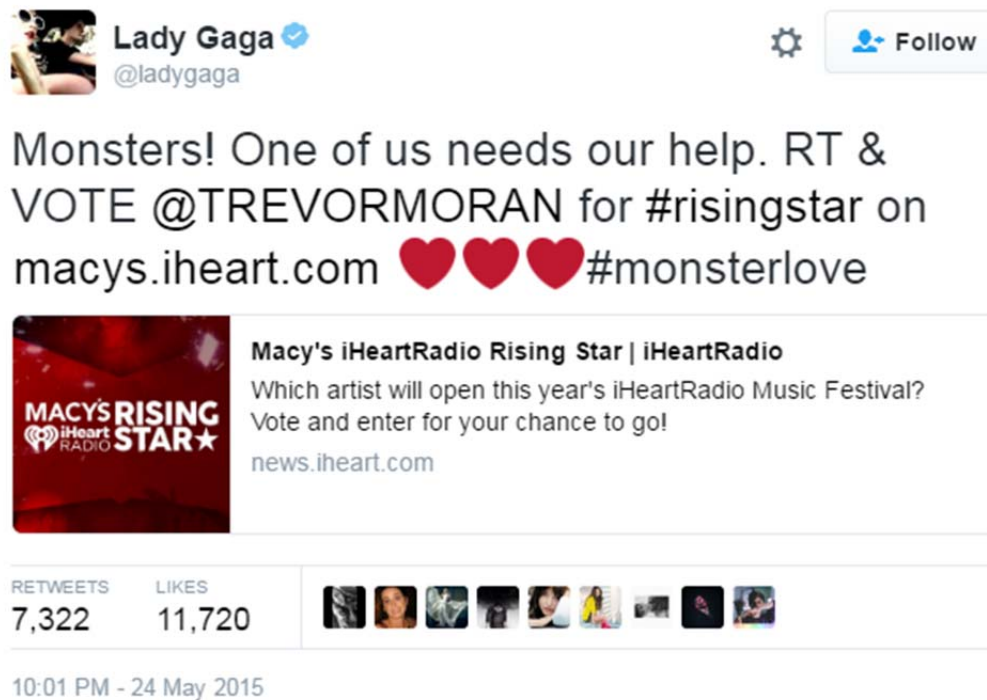 Lady Gaga
@ladygaga
Follow
Monsters! One of us needs our help. RT &
VOTE @TREVORMORAN for #risingstar on
macys.iheart.com ❤❤❤#monsterlove
MACY'S iHeart RADIO RISING STAR★
Macy's iHeartRadio Rising Star | iHeartRadio
Which artist will open this year's iHeartRadio Music Festival?
Vote and enter for your chance to go!
news.iheart.com
RETWEETS LIKES
7,322 11,720
10:01 PM - 24 May 2015